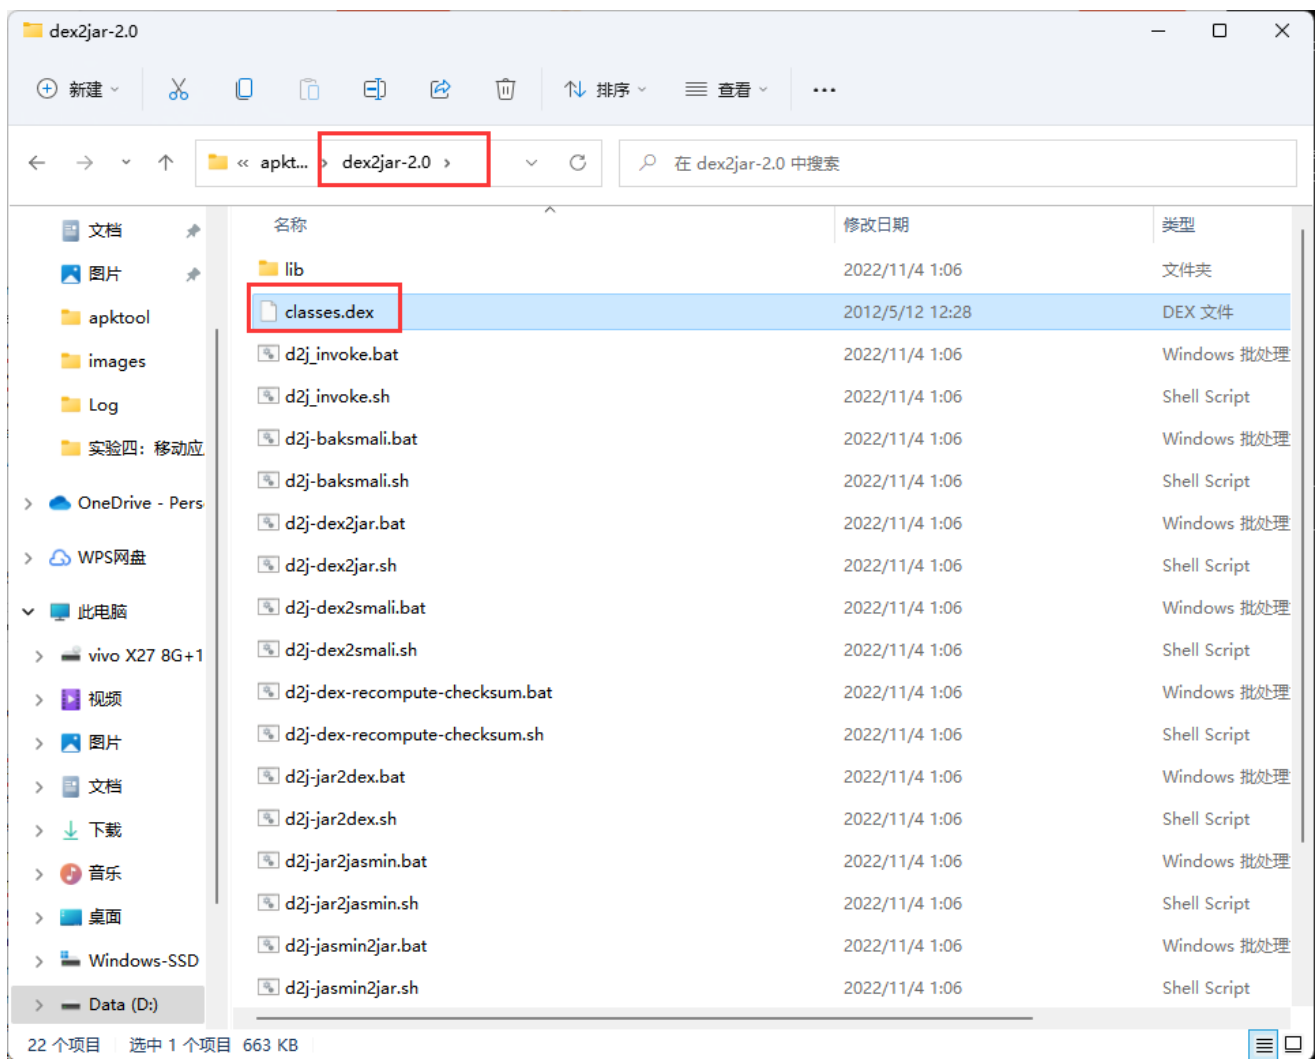 dex2jar-2.0
新建 排序 查看 ...
« apkt... › dex2jar-2.0 › 在 dex2jar-2.0 中搜索
名称 修改日期 类型
文档
图片
apktool
images
Log
实验四：移动应
OneDrive - Pers
WPS网盘
此电脑
vivo X27 8G+1
视频
图片
文档
下载
音乐
桌面
Windows-SSD
Data (D:)
lib 2022/11/4 1:06 文件夹
classes.dex 2012/5/12 12:28 DEX 文件
d2j_invoke.bat 2022/11/4 1:06 Windows 批处理
d2j_invoke.sh 2022/11/4 1:06 Shell Script
d2j-baksmali.bat 2022/11/4 1:06 Windows 批处理
d2j-baksmali.sh 2022/11/4 1:06 Shell Script
d2j-dex2jar.bat 2022/11/4 1:06 Windows 批处理
d2j-dex2jar.sh 2022/11/4 1:06 Shell Script
d2j-dex2smali.bat 2022/11/4 1:06 Windows 批处理
d2j-dex2smali.sh 2022/11/4 1:06 Shell Script
d2j-dex-recompute-checksum.bat 2022/11/4 1:06 Windows 批处理
d2j-dex-recompute-checksum.sh 2022/11/4 1:06 Shell Script
d2j-jar2dex.bat 2022/11/4 1:06 Windows 批处理
d2j-jar2dex.sh 2022/11/4 1:06 Shell Script
d2j-jar2jasmin.bat 2022/11/4 1:06 Windows 批处理
d2j-jar2jasmin.sh 2022/11/4 1:06 Shell Script
d2j-jasmin2jar.bat 2022/11/4 1:06 Windows 批处理
d2j-jasmin2jar.sh 2022/11/4 1:06 Shell Script
22 个项目 选中 1 个项目 663 KB